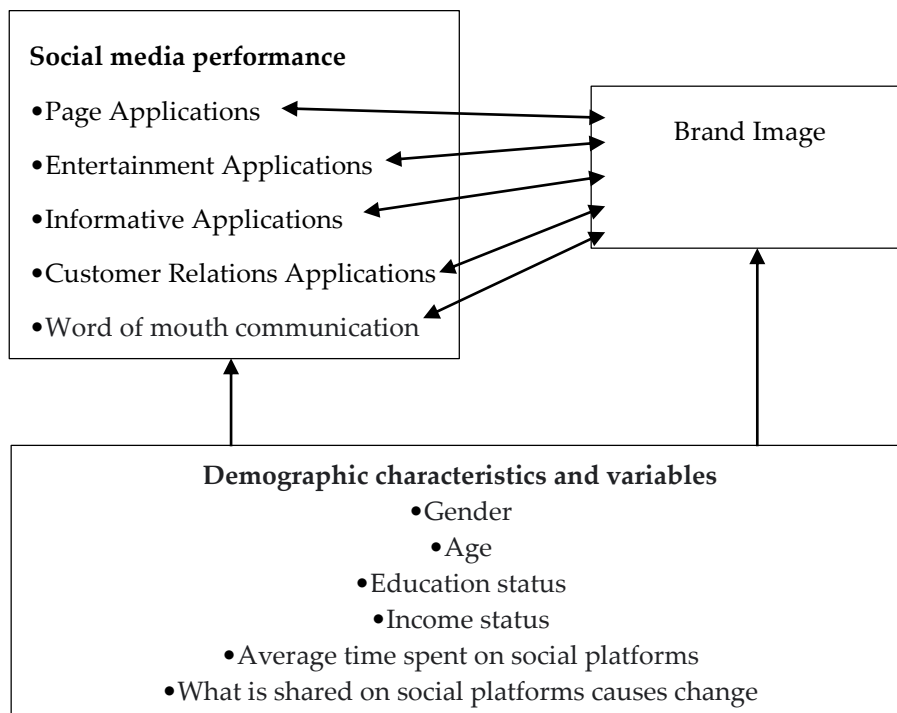 Social media performance
•Page Applications
•Entertainment Applications
•Informative Applications
•Customer Relations Applications
•Word of mouth communication
Brand Image
Demographic characteristics and variables
•Gender
•Age
•Education status
•Income status
•Average time spent on social platforms
•What is shared on social platforms causes change